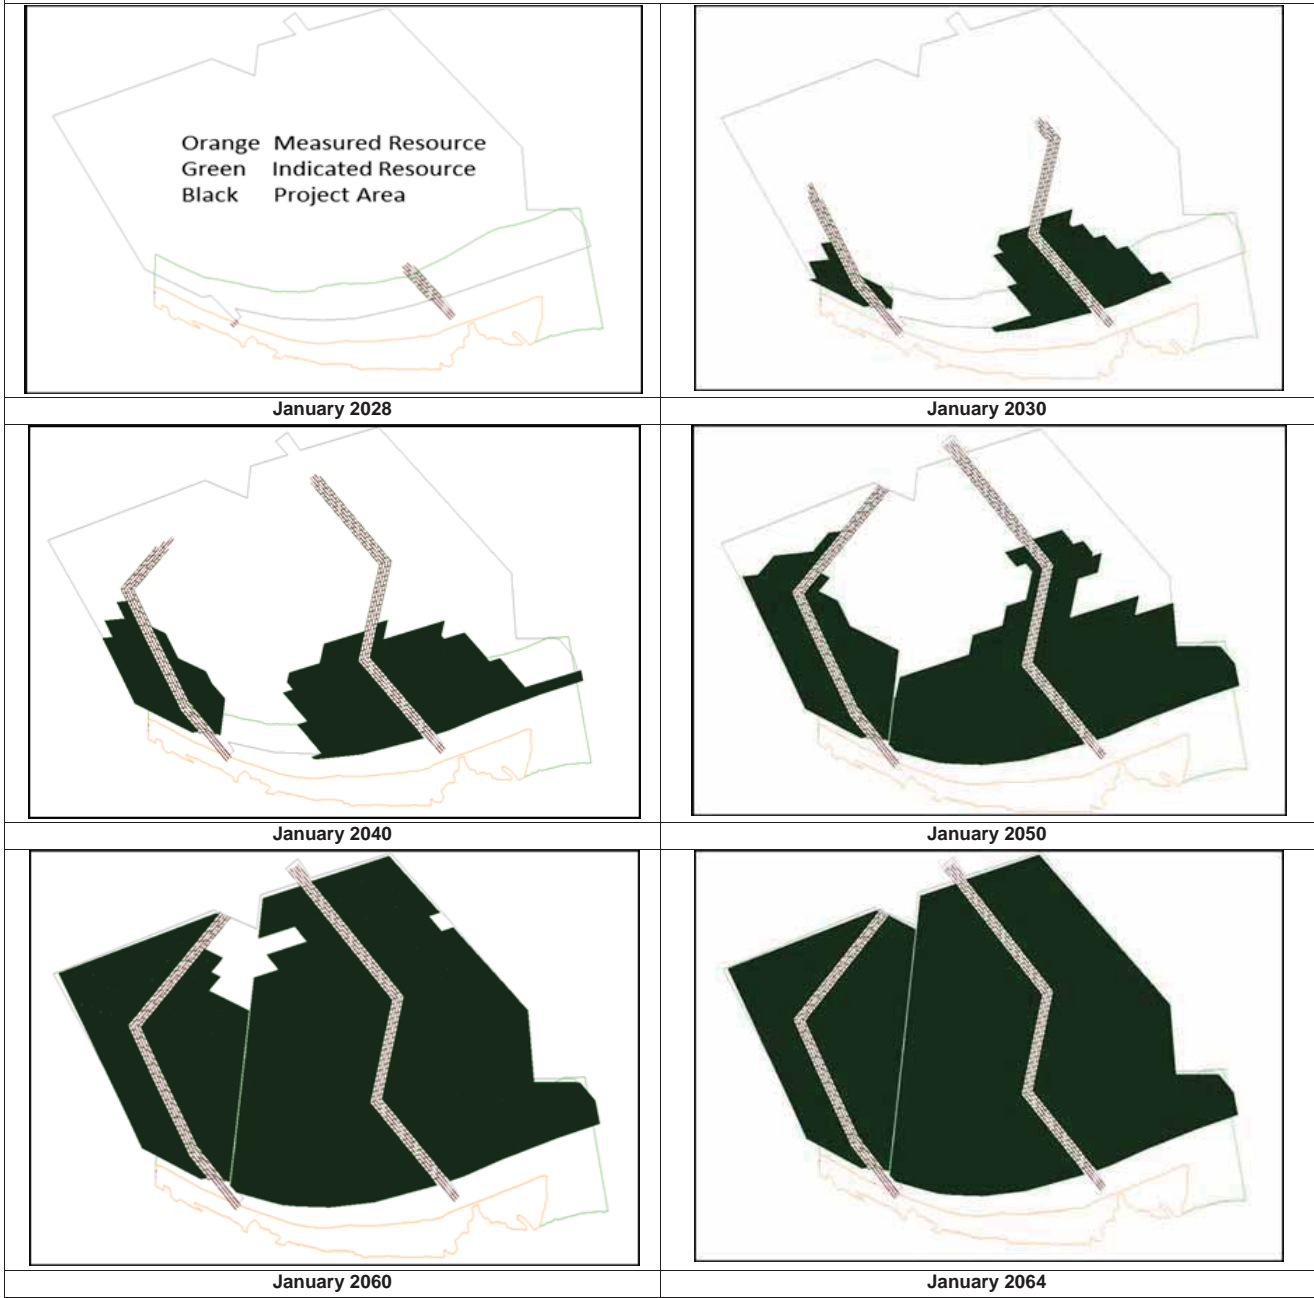 Orange Measured Resource
Green Indicated Resource
Black Project Area
January 2028
January 2030
January 2040
January 2050
January 2060
January 2064